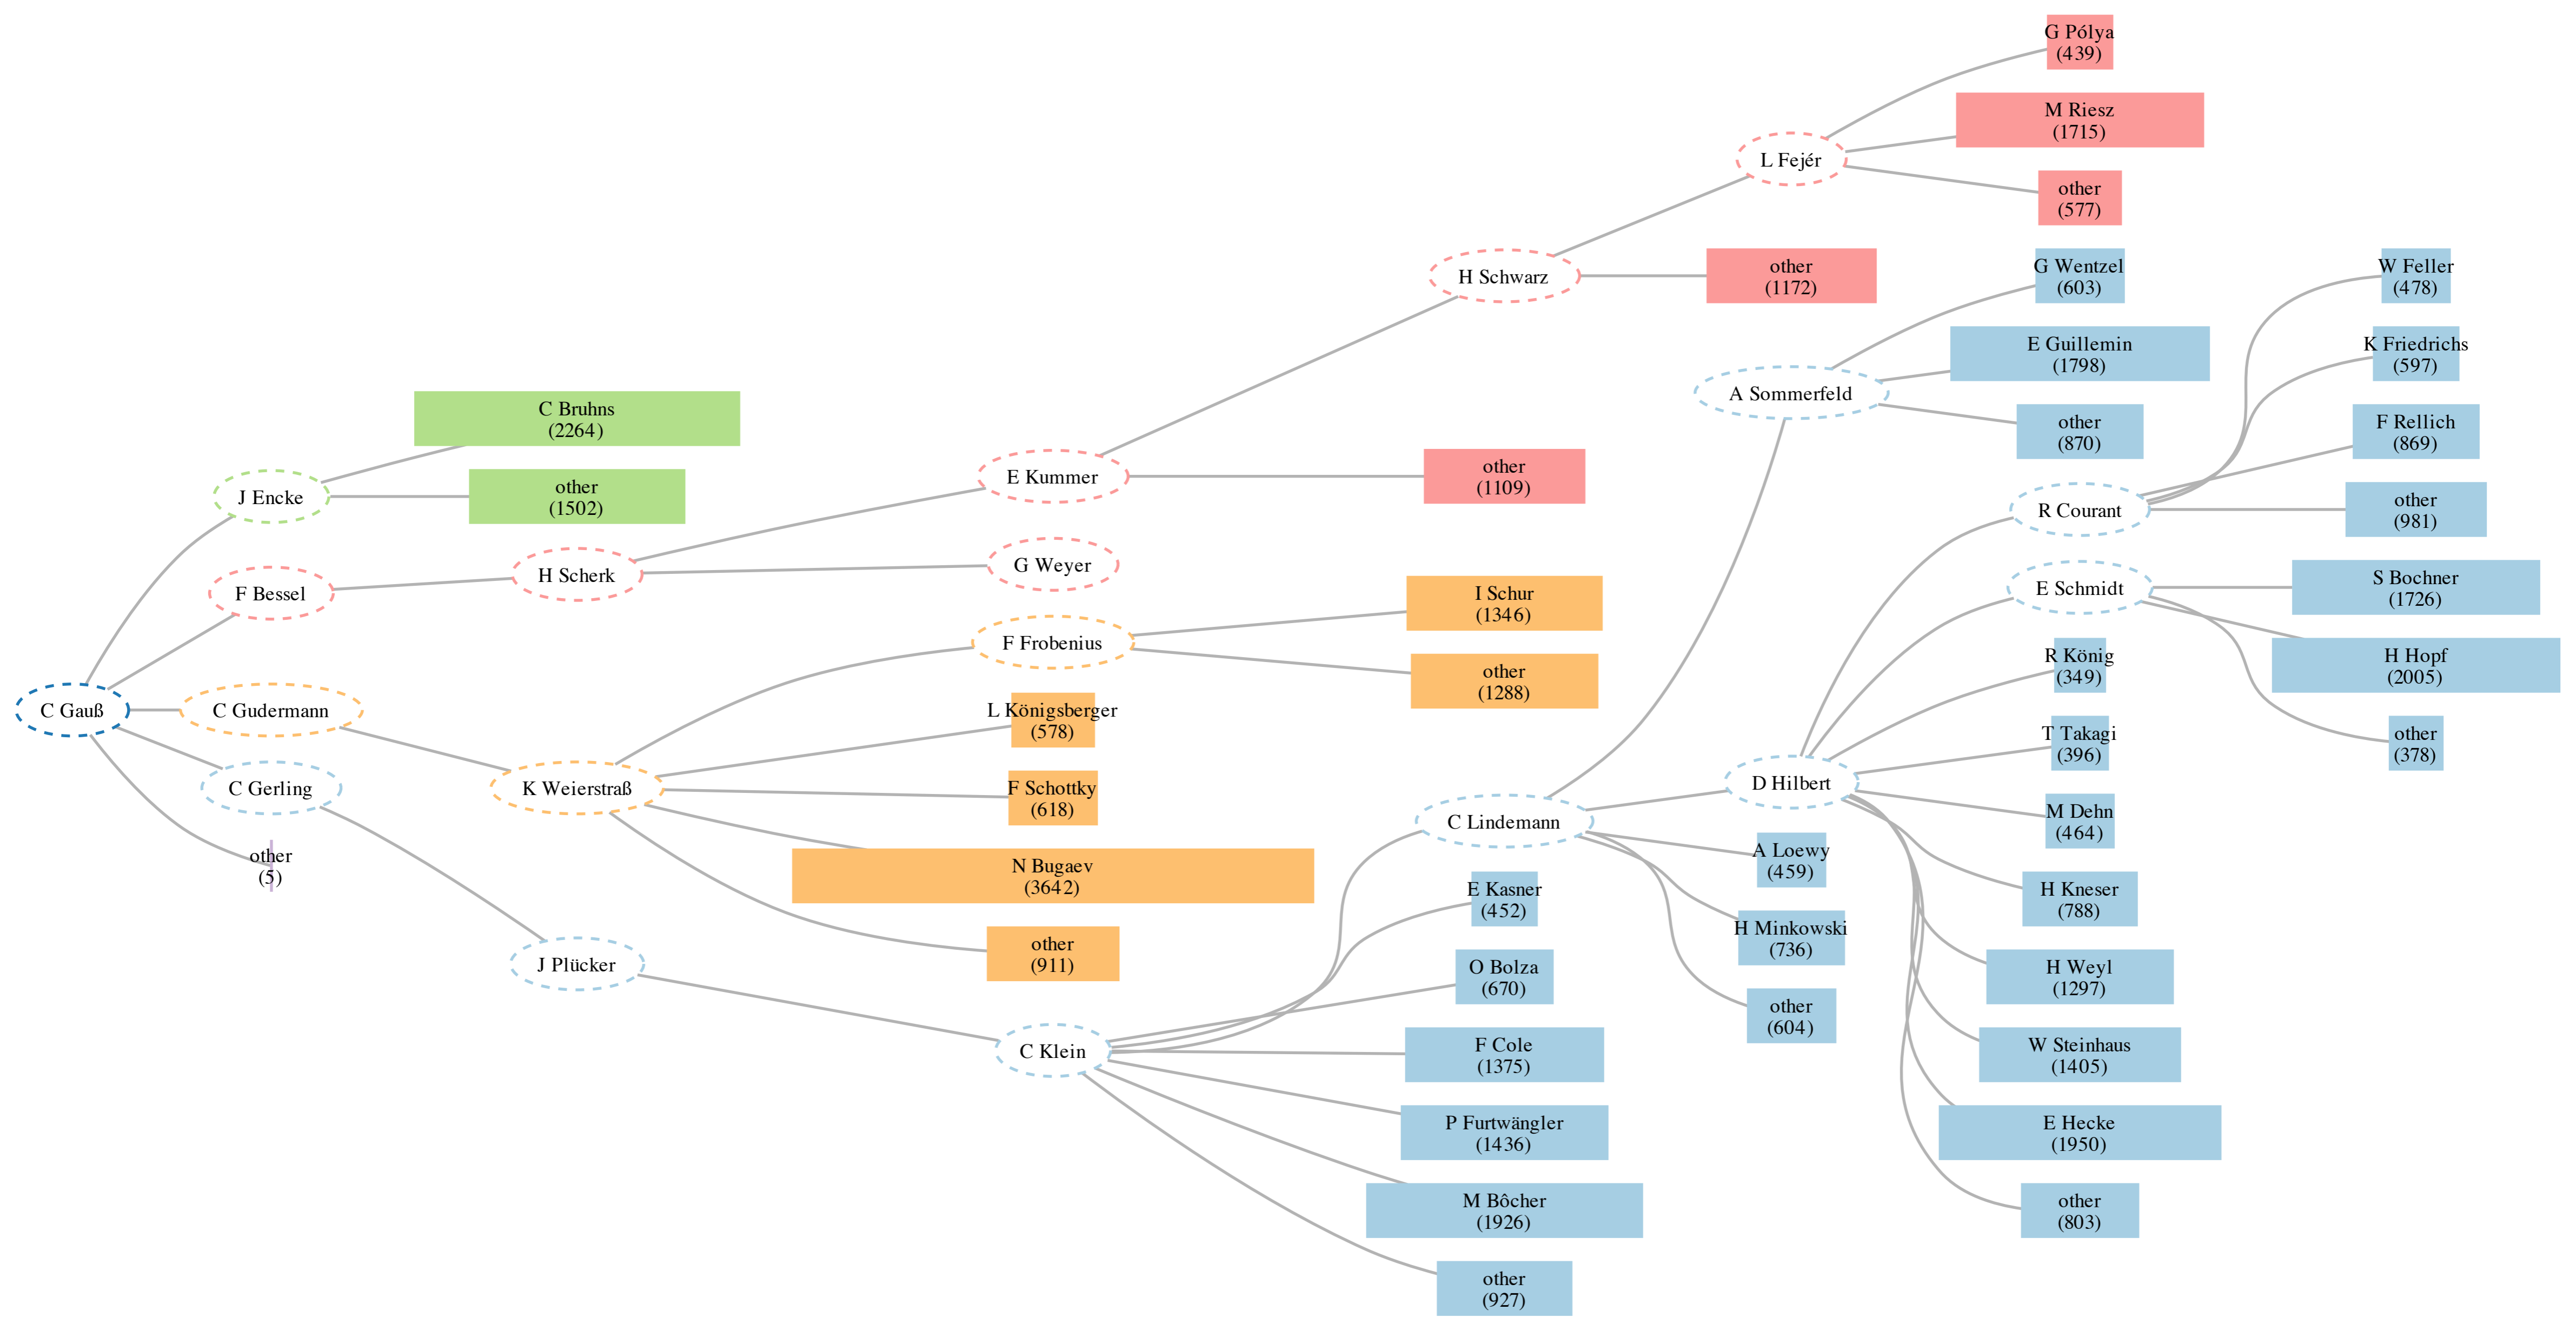 C Gauß
J Encke
F Bessel
C Gudermann
C Gerling
other
(5)
C Bruhns
(2264)
other
(1502)
H Scherk
K Weierstraß
J Plücker
E Kummer
G Weyer
F Frobenius
L Königsberger
(578)
F Schottky
(618)
N Bugaev
(3642)
other
(911)
C Klein
H Schwarz
other
(1109)
I Schur
(1346)
other
(1288)
C Lindemann
E Kasner
(452)
O Bolza
(670)
F Cole
(1375)
P Furtwängler
(1436)
M Bôcher
(1926)
other
(927)
L Fejér
other
(1172)
A Sommerfeld
D Hilbert
A Loewy
(459)
H Minkowski
(736)
other
(604)
G Pólya
(439)
M Riesz
(1715)
other
(577)
G Wentzel
(603)
E Guillemin
(1798)
other
(870)
R Courant
E Schmidt
R König
(349)
T Takagi
(396)
M Dehn
(464)
H Kneser
(788)
H Weyl
(1297)
W Steinhaus
(1405)
E Hecke
(1950)
other
(803)
W Feller
(478)
K Friedrichs
(597)
F Rellich
(869)
other
(981)
S Bochner
(1726)
H Hopf
(2005)
other
(378)